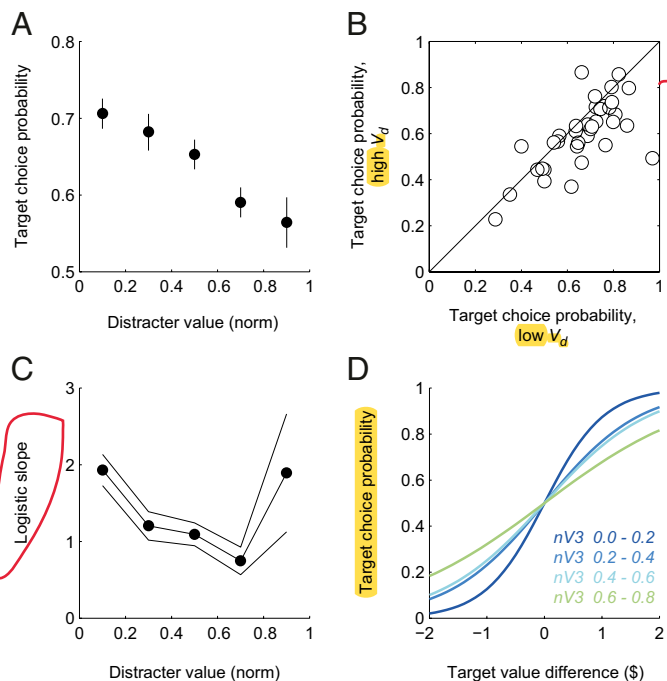 A
0.8
0.7
0.6
0.5
Target choice probability
0 0.2 0.4 0.6 0.8 1
Distracter value (norm)
B
1
0.8
0.6
0.4
0.2
0
Target choice probability,
high Vd
0 0.2 0.4 0.6 0.8 1
Target choice probability,
low Vd
C
3
2
1
0
Logistic slope
0 0.2 0.4 0.6 0.8 1
Distracter value (norm)
D
1
0.8
0.6
0.4
0.2
0
Target choice probability
nV3 0.0 - 0.2
nV3 0.2 - 0.4
nV3 0.4 - 0.6
nV3 0.6 - 0.8
−2 −1 0 1 2
Target value difference ($)